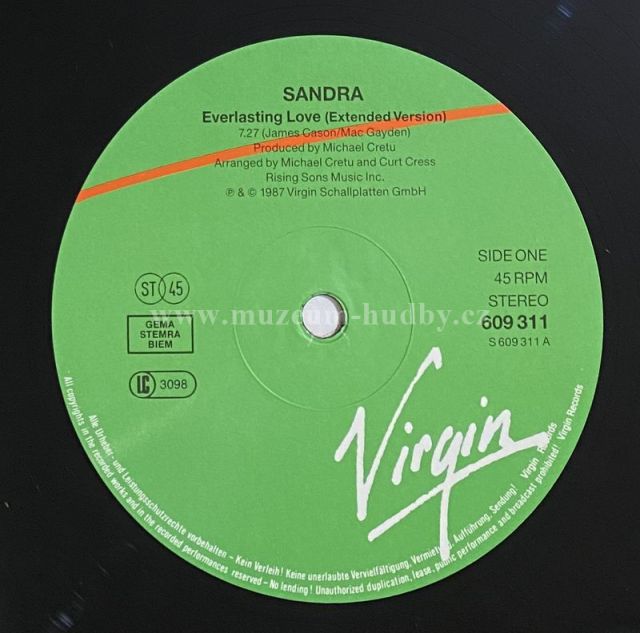 SANDRA
Everlasting Love (Extended Version)
7.27 (James Cason/Mac Gayden)
Produced by Michael Cretu
Arranged by Michael Cretu and Curt Cress
Rising Sons Music Inc.
℗ & © 1987 Virgin Schallplatten GmbH
SIDE ONE
45 RPM
STEREO
609 311
S 609 311 A
ST 45
GEMA
STEMRA
BIEM
LC 3098
www.muzeum-hudby.cz
Virgin
Alle Urheber- und Leistungsschutzrechte vorbehalten – Kein Verleih! Keine unerlaubte Vervielfältigung, Vermietung, Aufführung, Sendung! Virgin Records
All copyrights in the recorded works and in the recorded performances reserved – No lending! Unauthorized duplication, lease, public performance and broadcast prohibited! Virgin Records